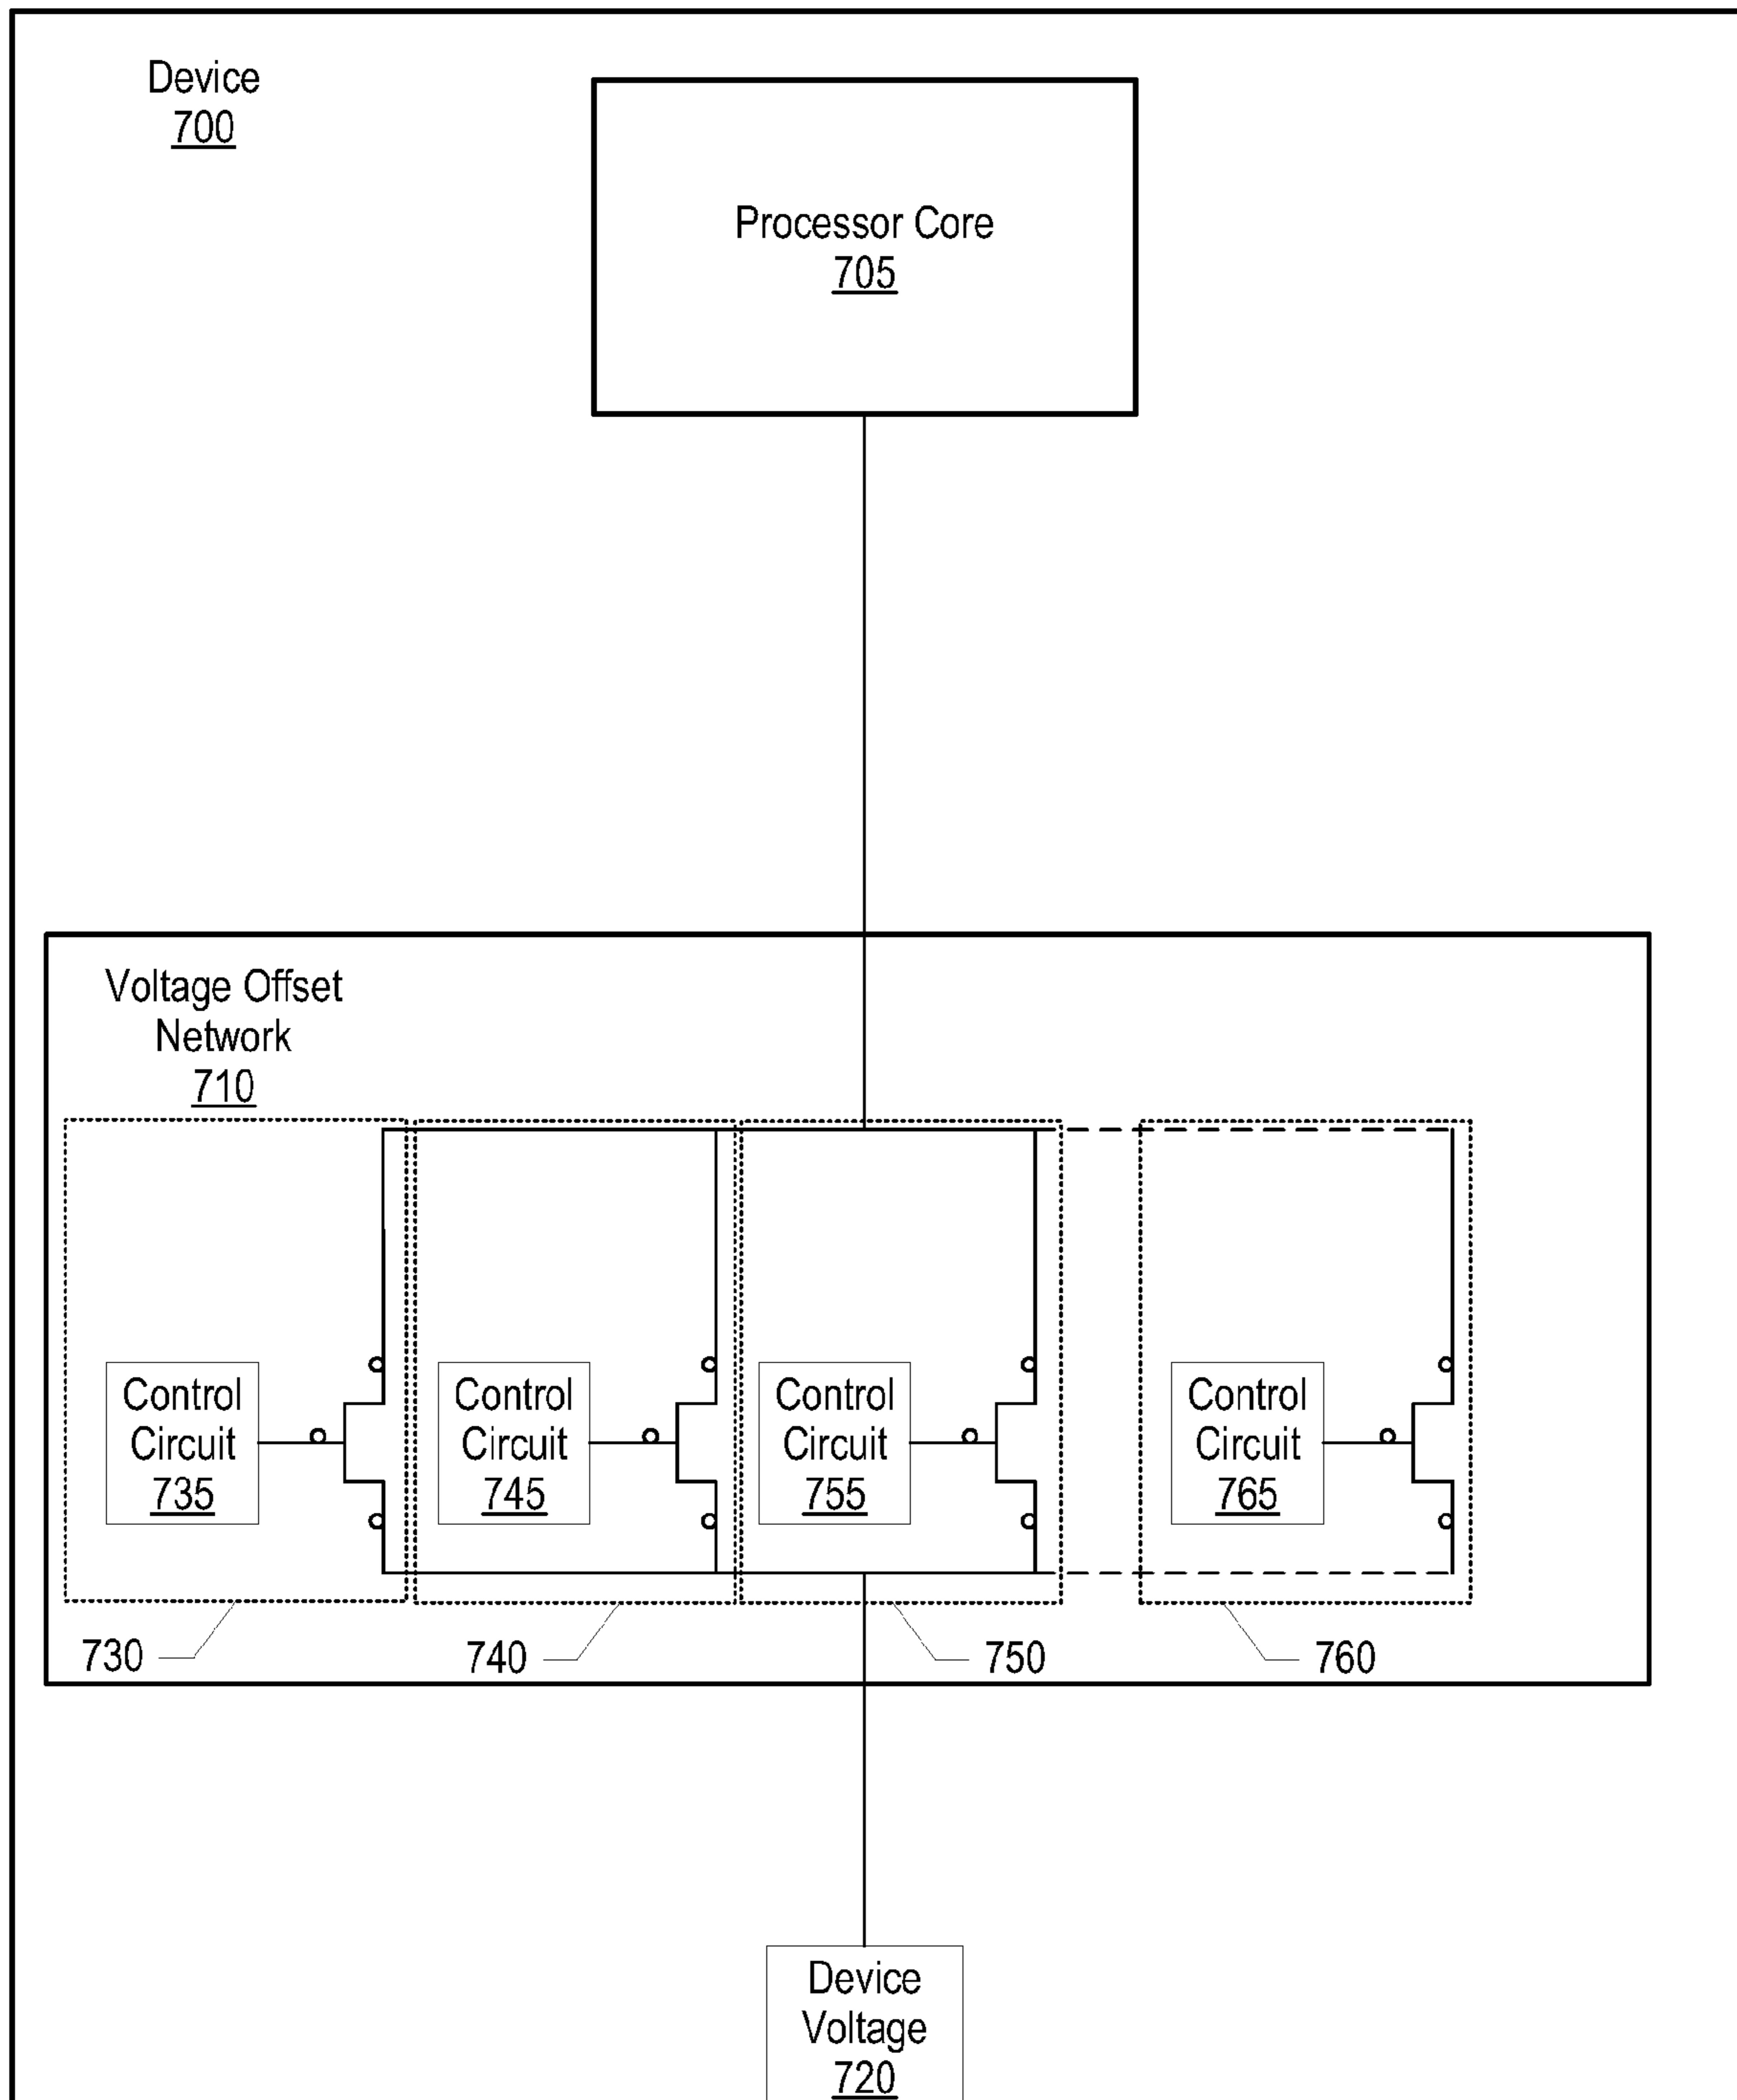 Device
700
Processor Core
705
Voltage Offset
Network
710
Control
Circuit
735
Control
Circuit
745
Control
Circuit
755
Control
Circuit
765
730
740
750
760
Device
Voltage
720